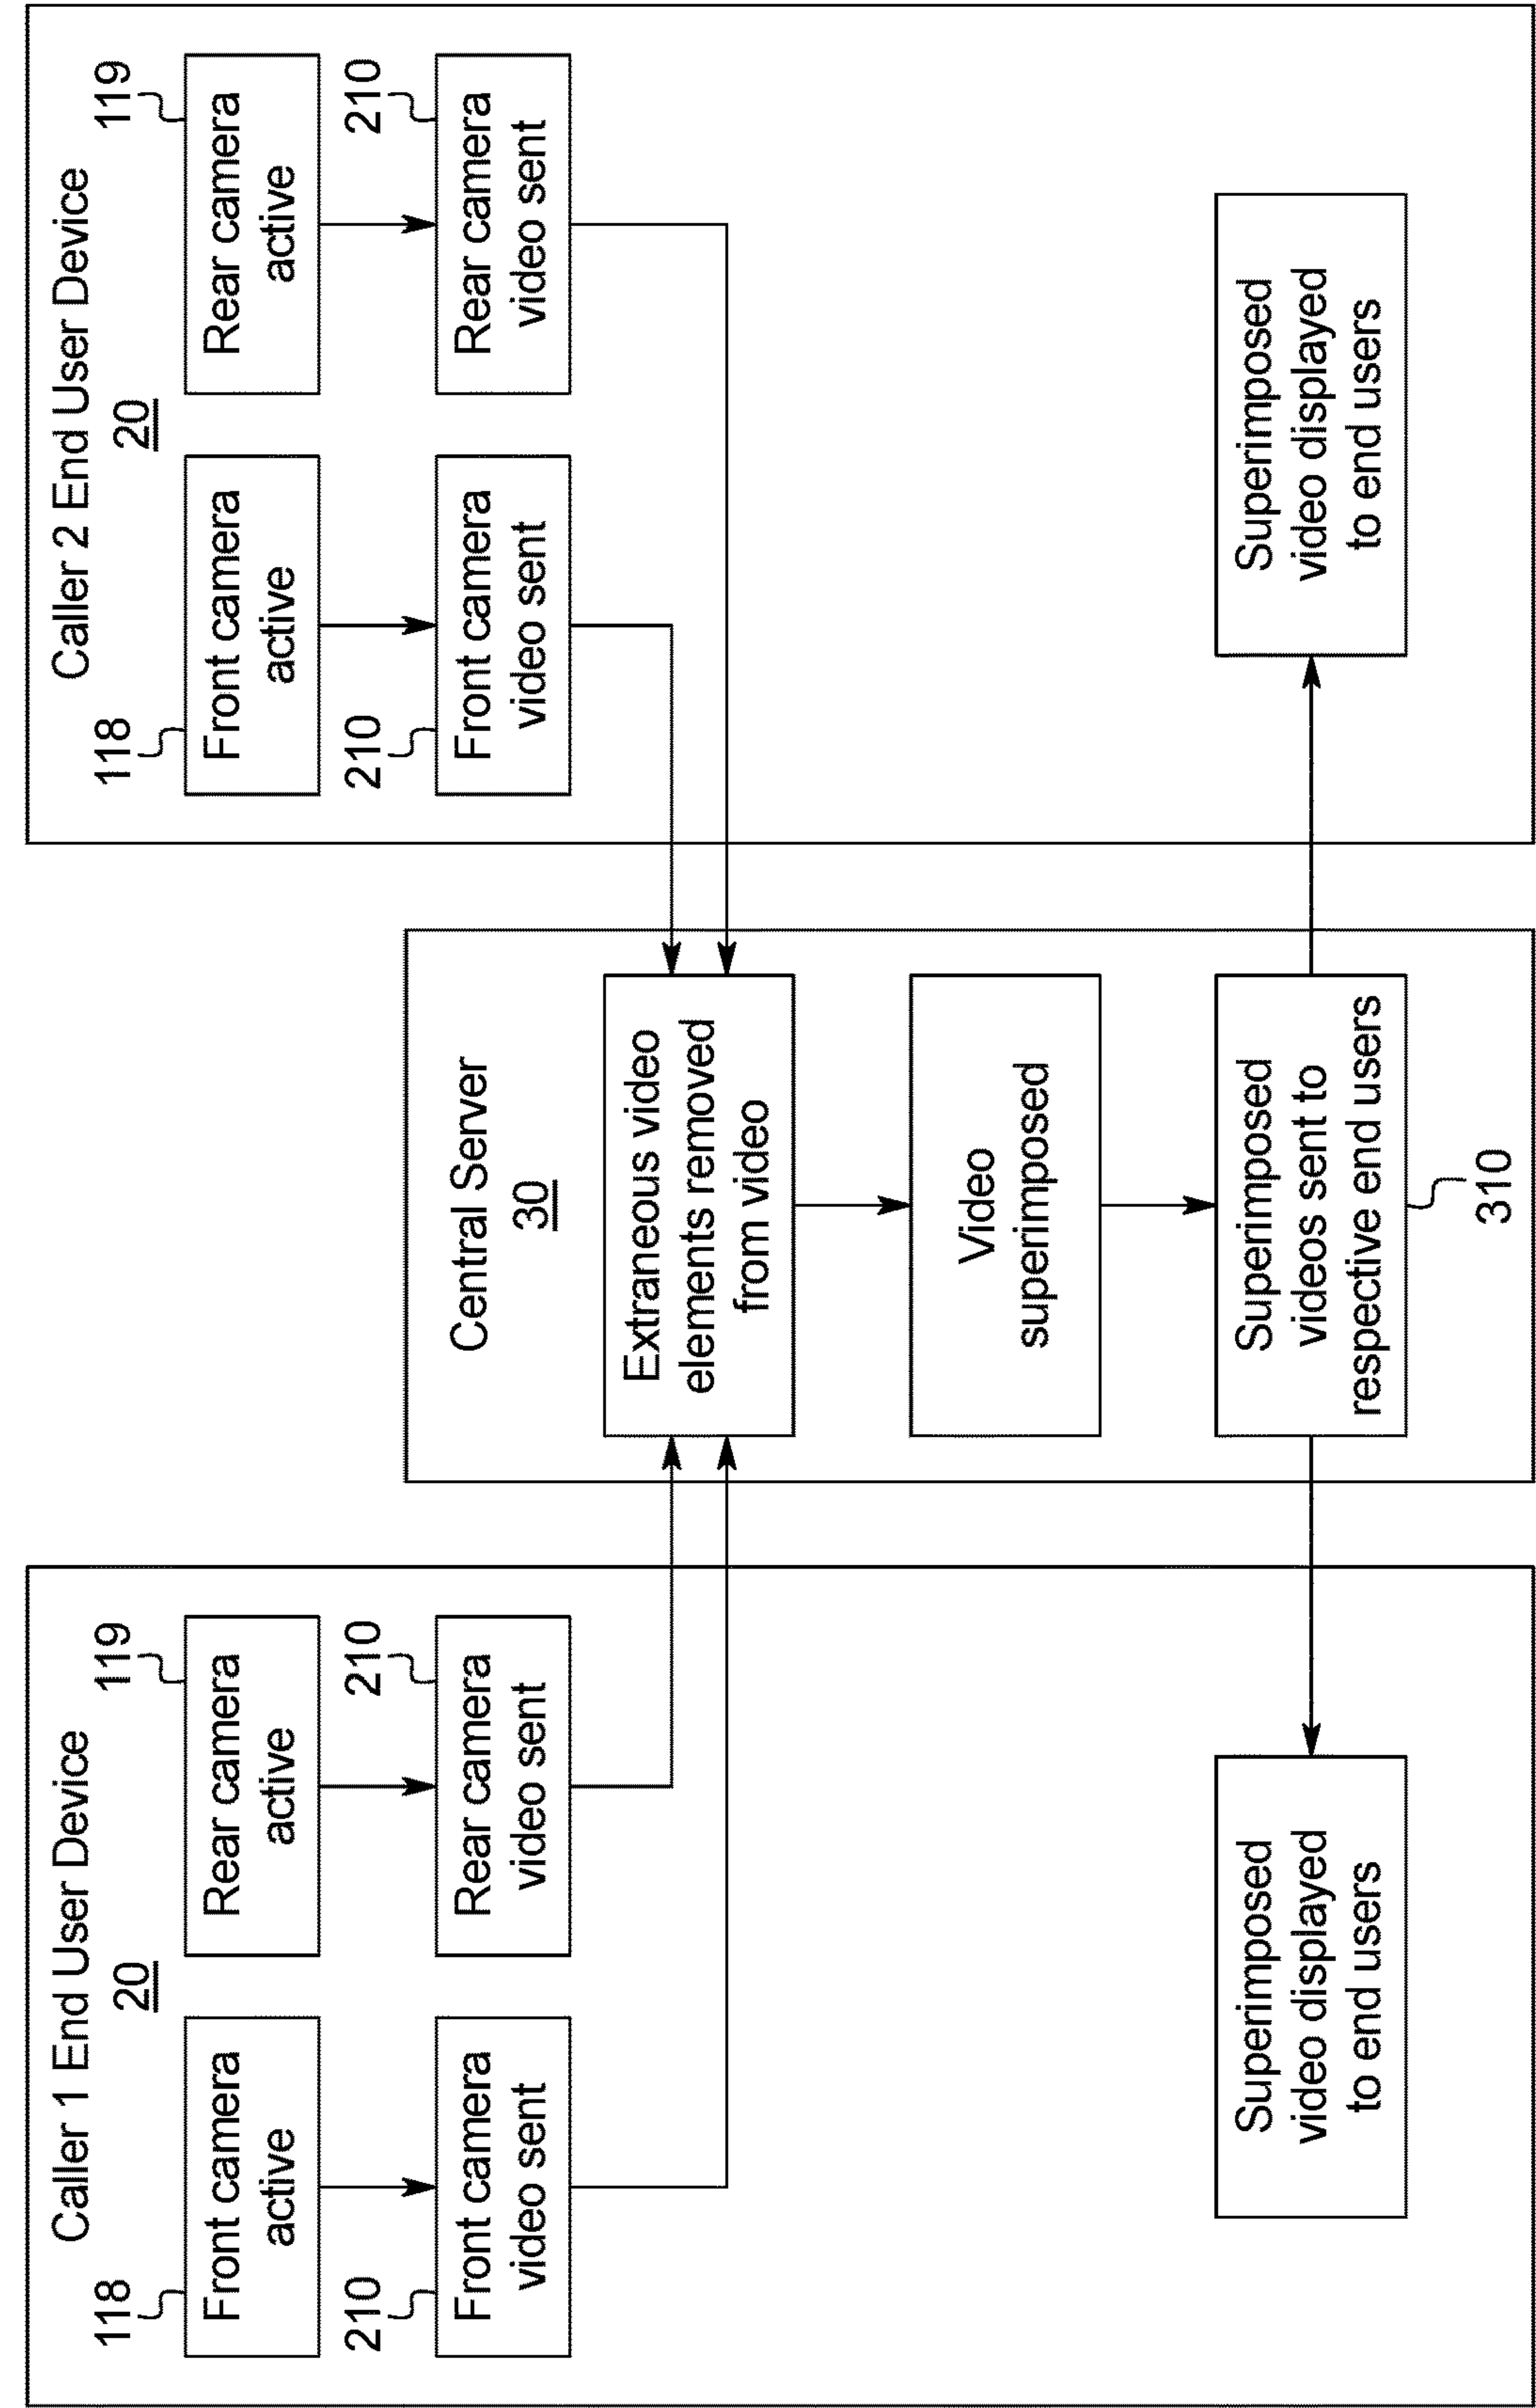 Caller 1 End User Device
20
118
Front camera
active
119
Rear camera
active
210
Front camera
video sent
210
Rear camera
video sent
Superimposed
video displayed
to end users
Central Server
30
Extraneous video
elements removed
from video
Video
superimposed
Superimposed
videos sent to
respective end users
310
Caller 2 End User Device
20
118
Front camera
active
119
Rear camera
active
210
Front camera
video sent
210
Rear camera
video sent
Superimposed
video displayed
to end users